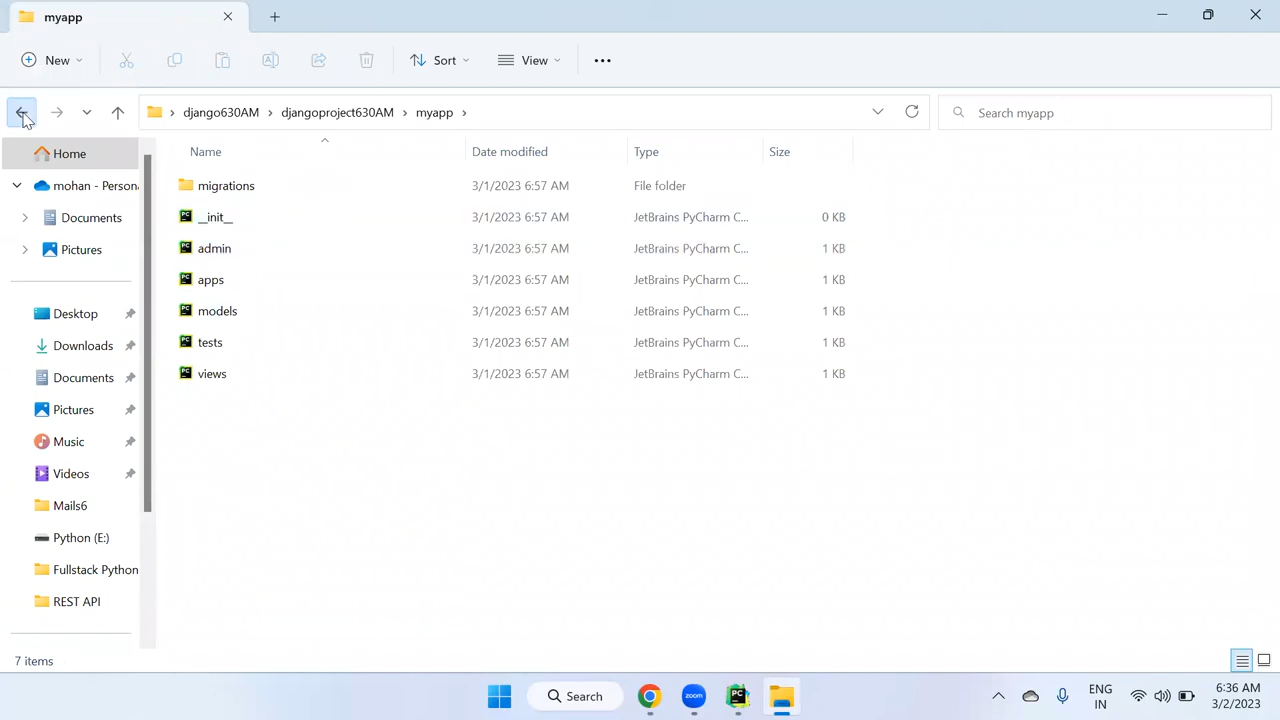 myapp
New
Sort
View
django630AM
djangoproject630AM
myapp
Search myapp
Home
mohan - Persona
Documents
Pictures
Desktop
Downloads
Documents
Pictures
Music
Videos
Mails6
Python (E:)
Fullstack Python
REST API
Name Date modified Type Size
migrations 3/1/2023 6:57 AM File folder
__init__ 3/1/2023 6:57 AM JetBrains PyCharm C... 0 KB
admin 3/1/2023 6:57 AM JetBrains PyCharm C... 1 KB
apps 3/1/2023 6:57 AM JetBrains PyCharm C... 1 KB
models 3/1/2023 6:57 AM JetBrains PyCharm C... 1 KB
tests 3/1/2023 6:57 AM JetBrains PyCharm C... 1 KB
views 3/1/2023 6:57 AM JetBrains PyCharm C... 1 KB
7 items
Search
zoom
PC
ENG
IN
6:36 AM
3/2/2023